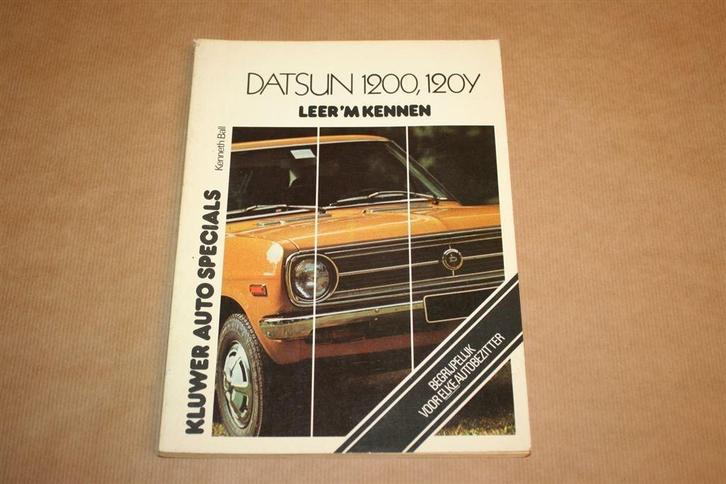 DATSUN 1200, 120Y
LEER 'M KENNEN
Kenneth Ball
KLUWER AUTO SPECIALS
BEGRIJPELIJK
VOOR ELKE AUTOBEZITTER